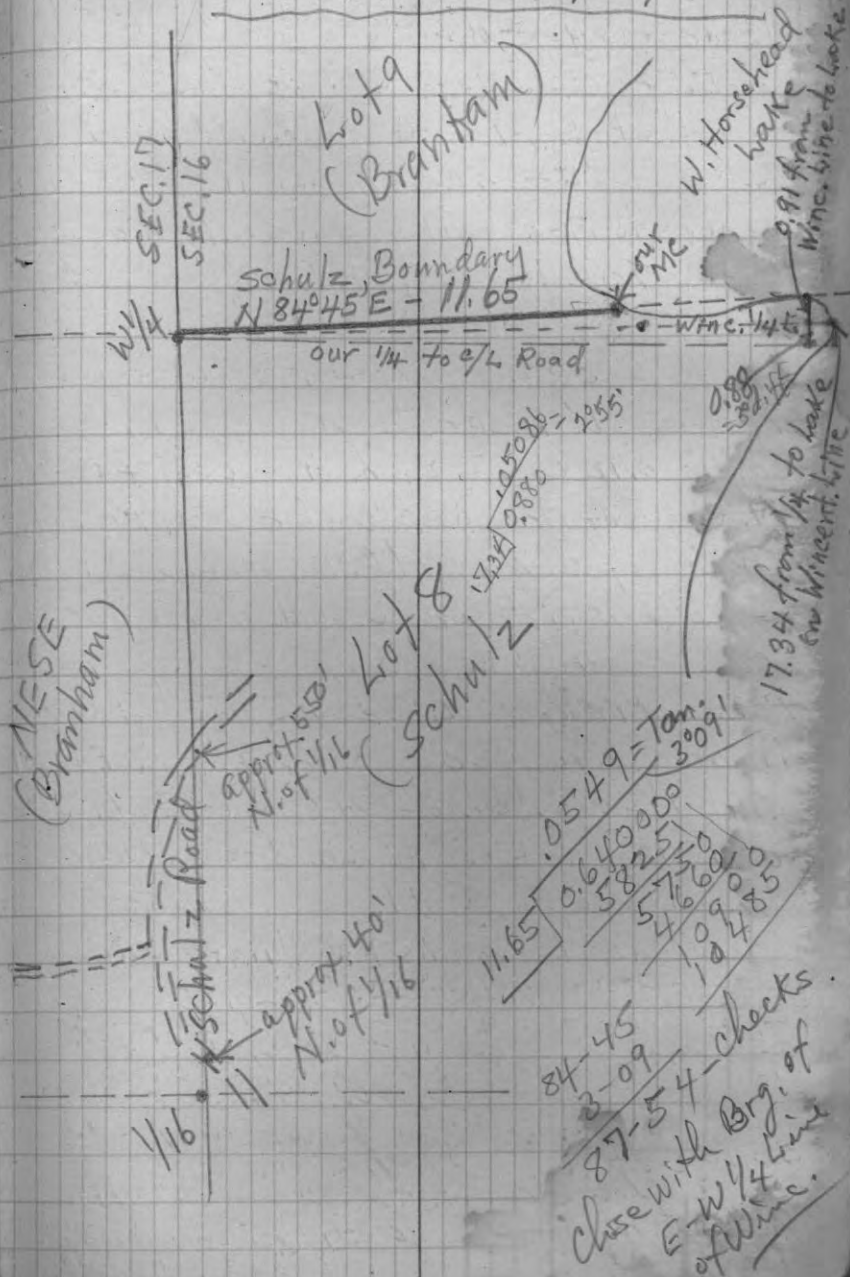 Lot 9
(Branham)
W. Horsehead
Lake
0.91 from
Winc. Line to Lake
SEC. 17
SEC. 16
our
MC
Schulz Boundary
N 84°45' E - 11.65
W 1/4
Winc. 1/4
our 1/4 to c/L Road
0.88
17.34 from 1/4 to Lake
on Wincent. Line
.05086 = 2°55'
17.34 0.880
Lot 8
(Schulz
NESE
(Branham)
approx. 550'
N. of 1/16
Schulz Road
approx. 40'
N. of 1/16
1/16
.0549 = Tan.
3°09'
11.65 0.640000
5825
5750
4660
10900
10485
84-45
3-09
87-54 - checks
close with Brg. of
E-W 1/4 Line
of Winc.